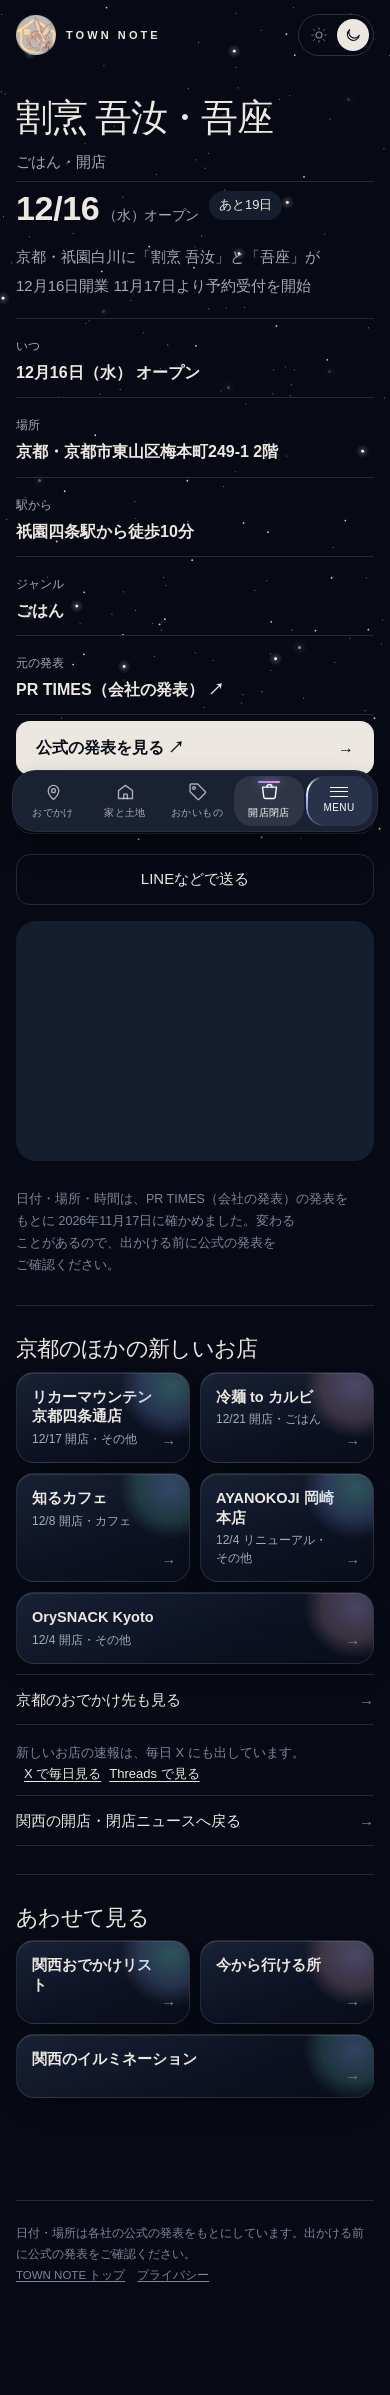 TOWN NOTE
割烹 吾汝・吾座
ごはん・開店
12/16 （水）オープン あと19日
京都・祇園白川に「割烹 吾汝」と「吾座」が
12月16日開業 11月17日より予約受付を開始
いつ
12月16日（水） オープン
場所
京都・京都市東山区梅本町249-1 2階
駅から
祇園四条駅から徒歩10分
ジャンル
ごはん
元の発表
PR TIMES（会社の発表） ↗
公式の発表を見る ↗ →
おでかけ 家と土地 おかいもの 開店閉店 MENU
LINEなどで送る
日付・場所・時間は、PR TIMES（会社の発表）の発表を
もとに 2026年11月17日に確かめました。変わる
ことがあるので、出かける前に公式の発表を
ご確認ください。
京都のほかの新しいお店
リカーマウンテン
京都四条通店
12/17 開店・その他 →
冷麺 to カルビ
12/21 開店・ごはん
→
知るカフェ
12/8 開店・カフェ
→
AYANOKOJI 岡崎
本店
12/4 リニューアル・
その他 →
OrySNACK Kyoto
12/4 開店・その他 →
京都のおでかけ先も見る →
新しいお店の速報は、毎日 X にも出しています。
X で毎日見る Threads で見る
関西の開店・閉店ニュースへ戻る →
あわせて見る
関西おでかけリス
ト
→
今から行ける所
→
関西のイルミネーション
→
日付・場所は各社の公式の発表をもとにしています。出かける前
に公式の発表をご確認ください。
TOWN NOTE トップ プライバシー